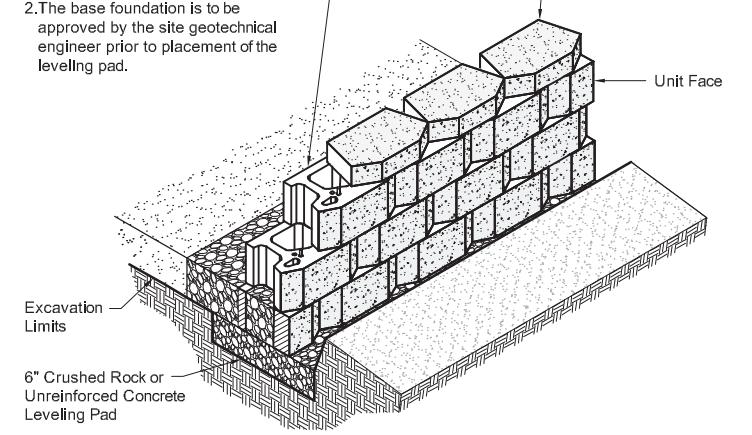 2.The base foundation is to be
approved by the site geotechnical
engineer prior to placement of the
leveling pad.
Unit Face
Excavation
Limits
6" Crushed Rock or
Unreinforced Concrete
Leveling Pad